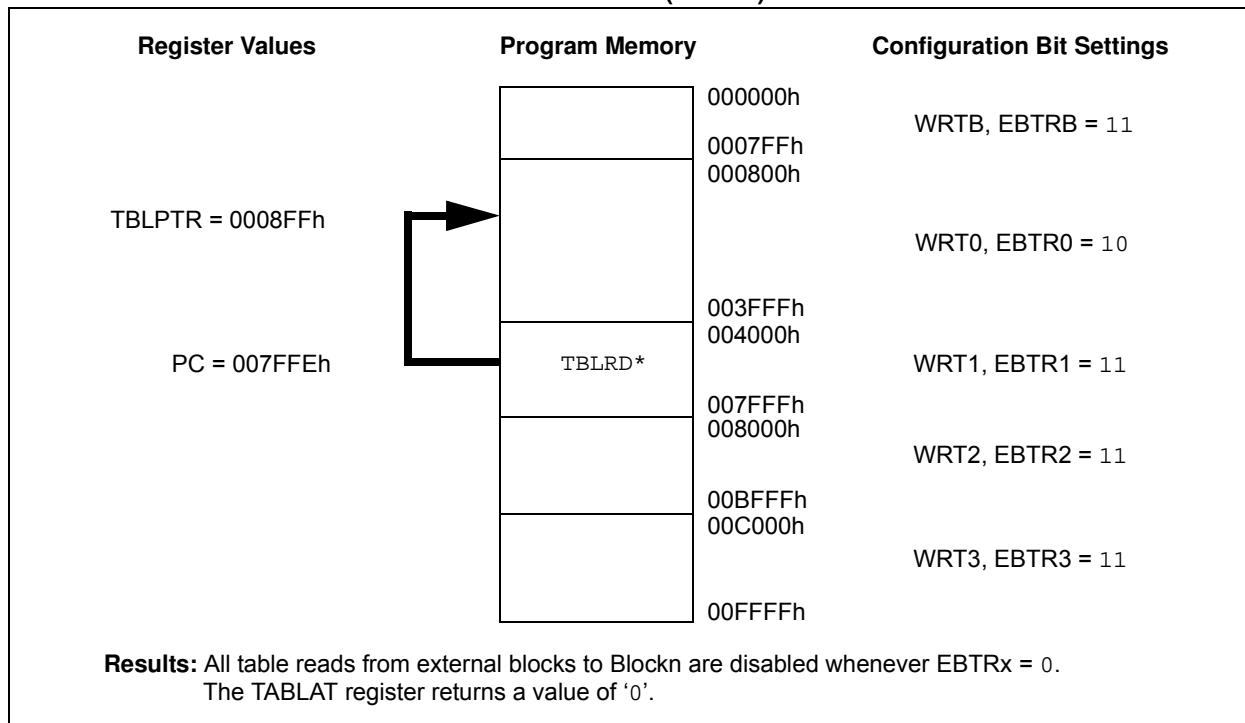 Register Values
Program Memory
Configuration Bit Settings
000000h
WRTB, EBTRB = 11
0007FFh
000800h
TBLPTR = 0008FFh
WRT0, EBTR0 = 10
003FFFh
004000h
PC = 007FFEh
TBLRD*
WRT1, EBTR1 = 11
007FFFh
008000h
WRT2, EBTR2 = 11
00BFFFh
00C000h
WRT3, EBTR3 = 11
00FFFFh
Results: All table reads from external blocks to Blockn are disabled whenever EBTRx = 0.
The TABLAT register returns a value of ‘0’.